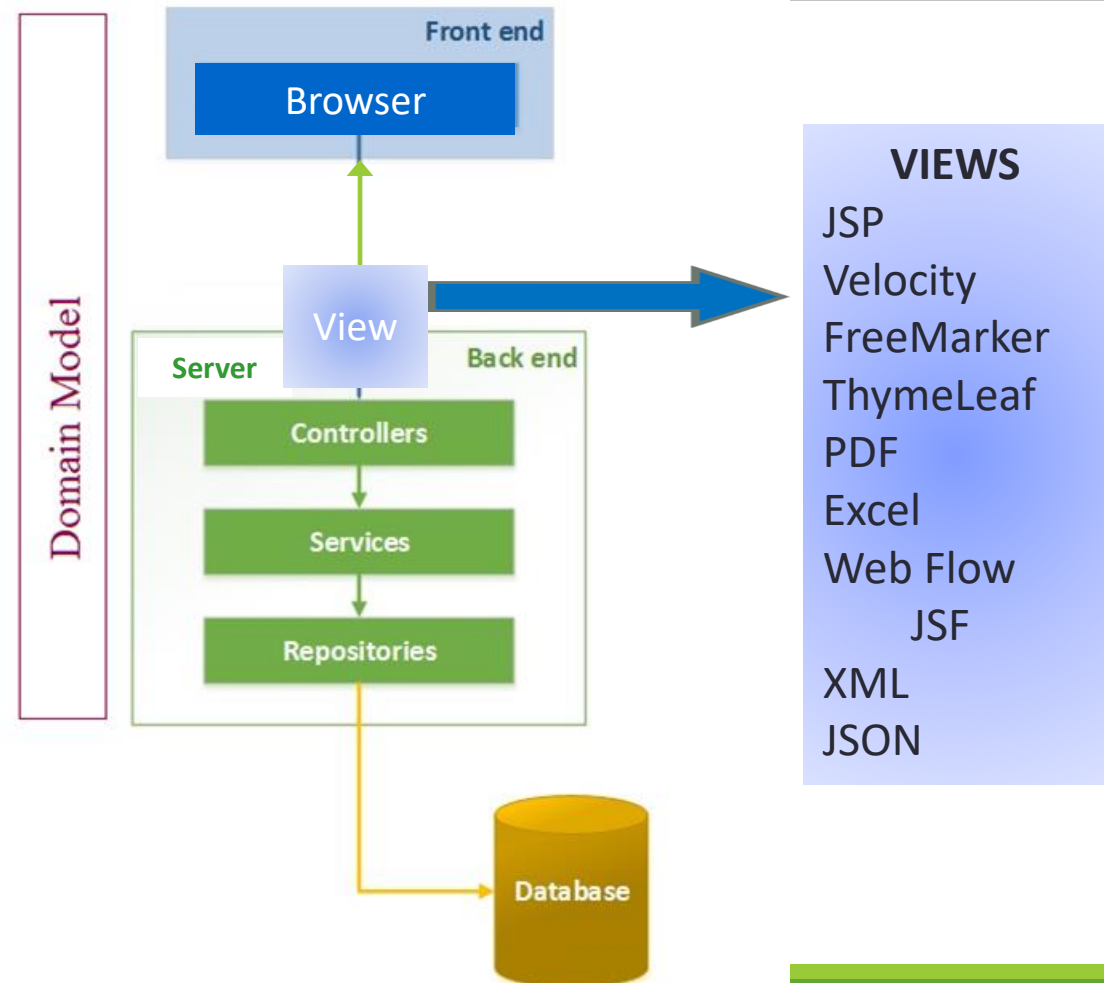 Domain Model
Front end
Browser
View
Server
Back end
Controllers
Services
Repositories
Database
VIEWS
JSP
Velocity
FreeMarker
ThymeLeaf
PDF
Excel
Web Flow
JSF
XML
JSON